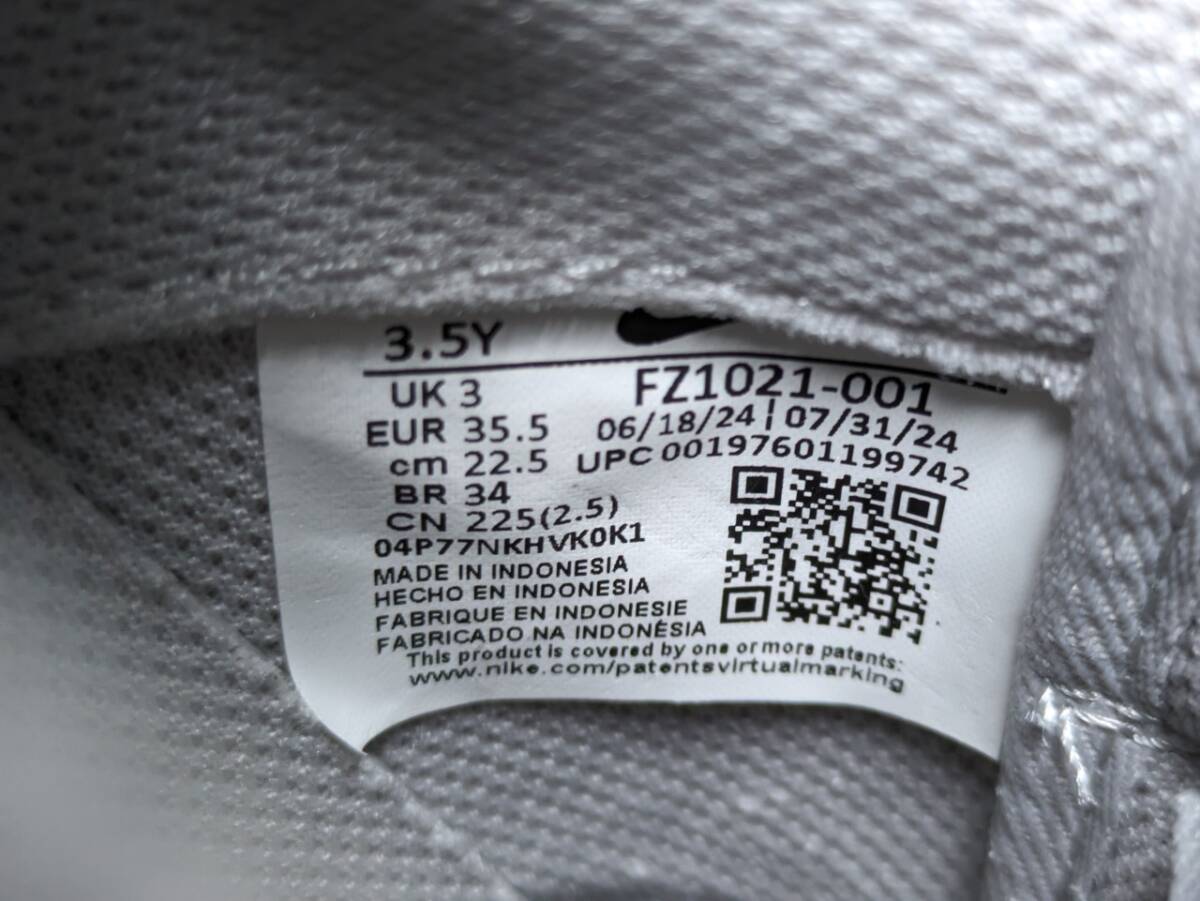 3.5Y
UK 3
EUR 35.5
cm 22.5
BR 34
CN 225(2.5)
FZ1021-001
06/18/24 | 07/31/24
UPC 00197601199742
04P77NKHVK0K1
MADE IN INDONESIA
HECHO EN INDONESIA
FABRIQUE EN INDONESIE
FABRICADO NA INDONÉSIA
This product is covered by one or more patents:
www.nike.com/patentsvirtualmarking